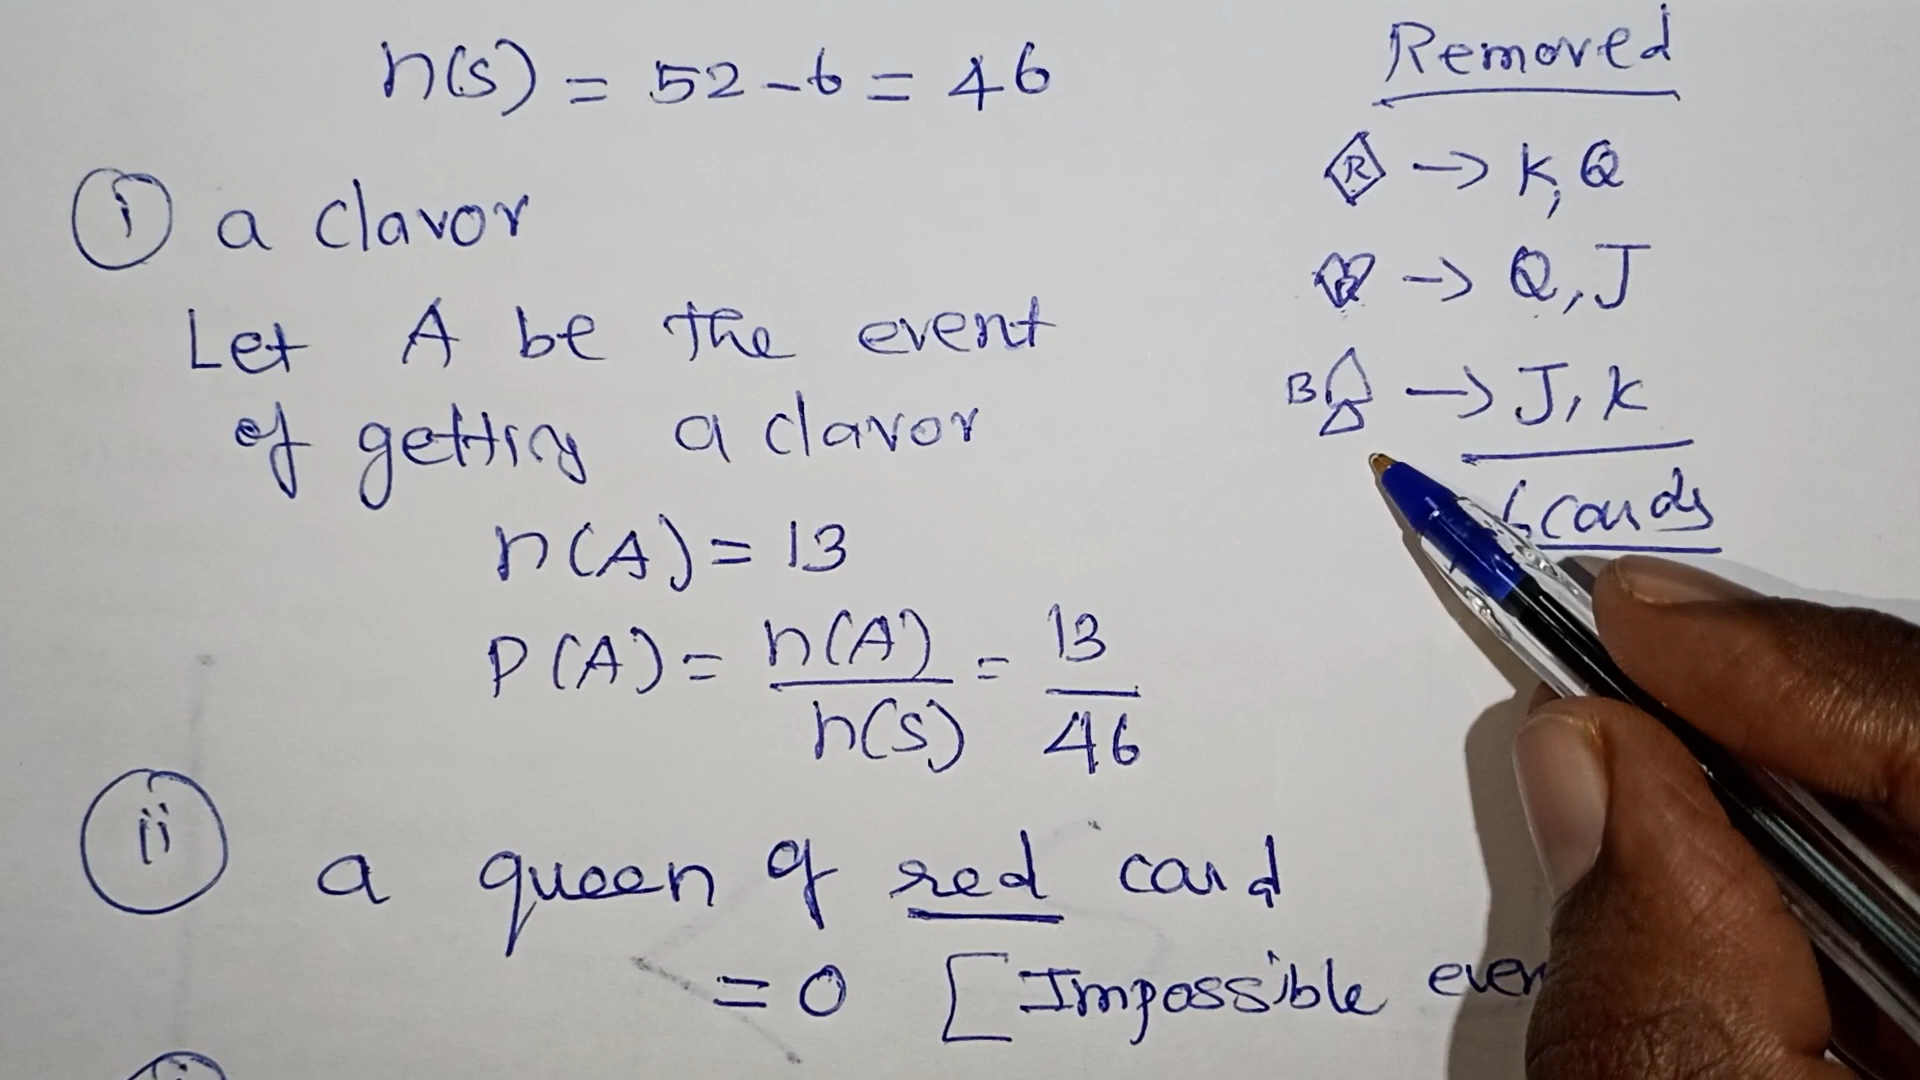 n(s) = 52 - 6 = 46
Removed
R → K, Q
R → Q, J
B → J, K
6 cards
i a clavor
Let A be the event
of getting a clavor
n(A) = 13
P(A) = n(A)/n(s) = 13/46
ii a queen of red card
= 0 [Impossible even